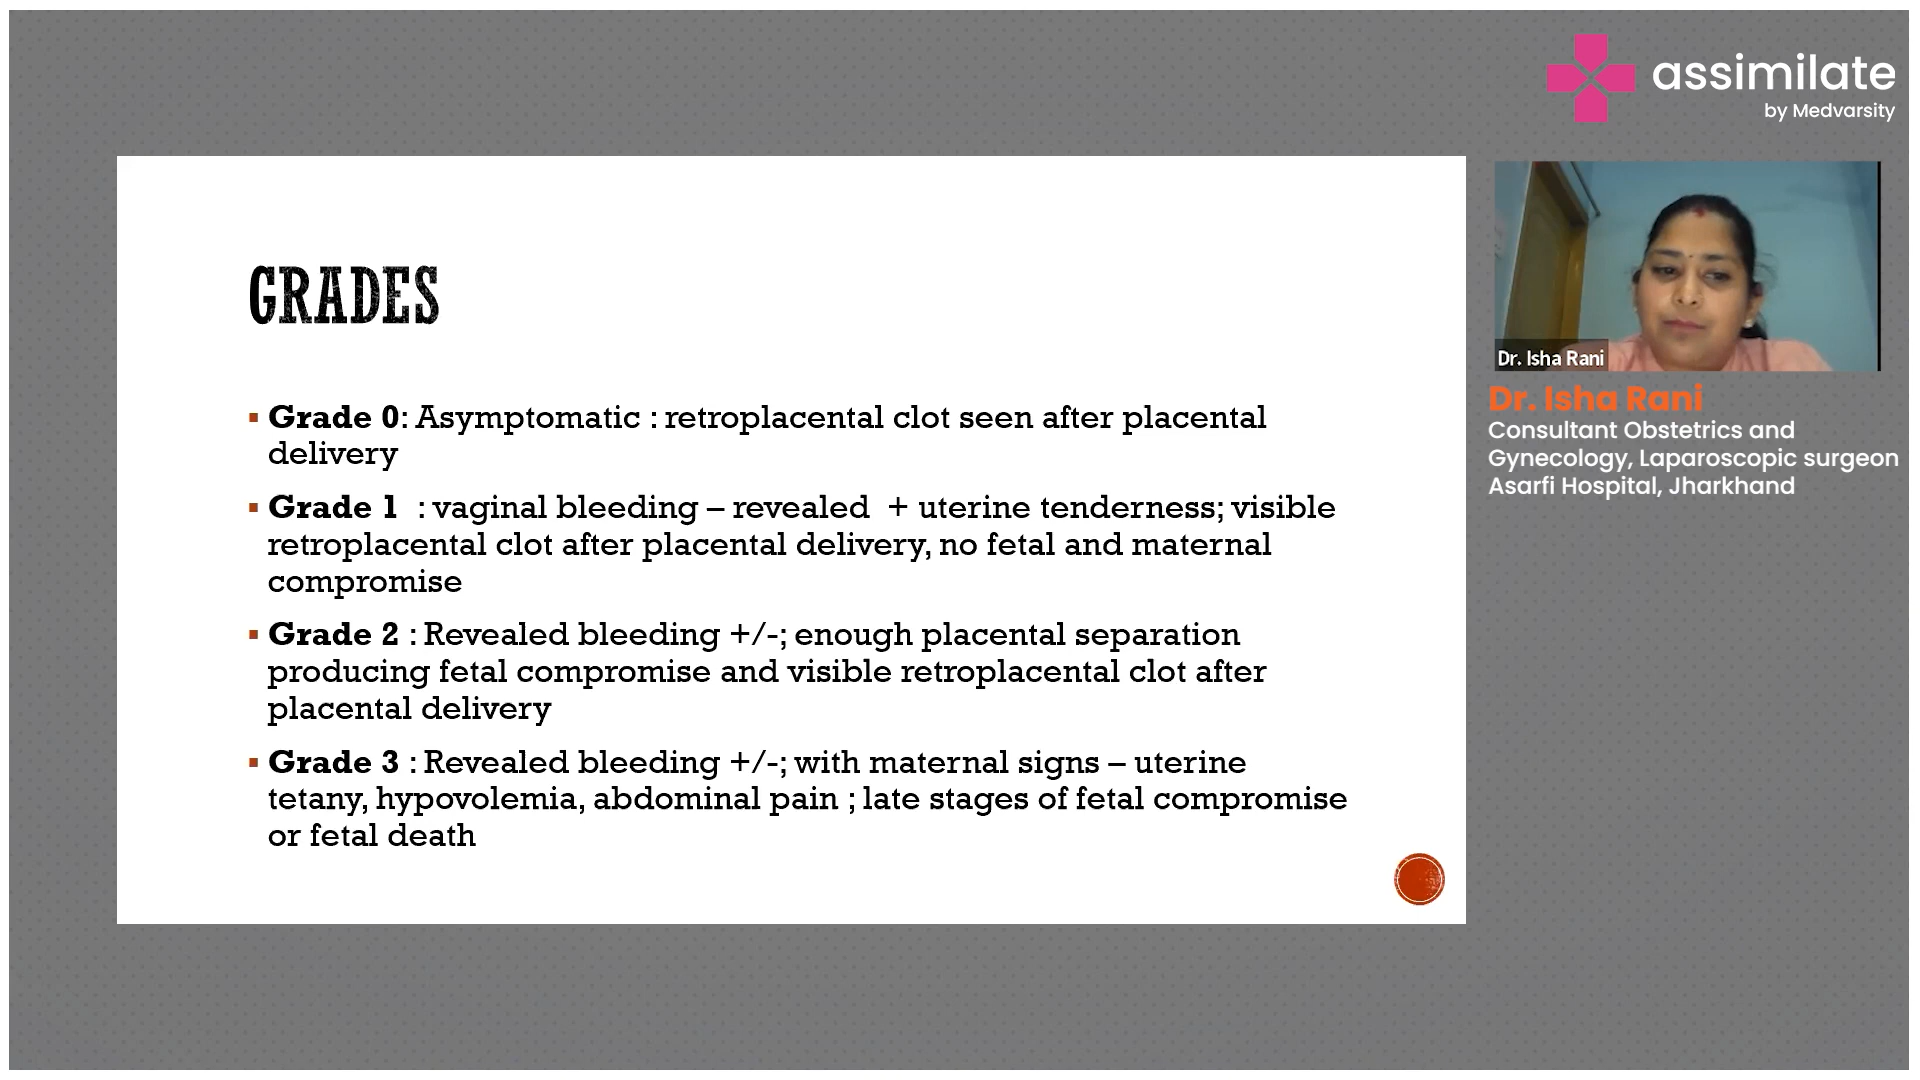 assimilate
by Medvarsity
GRADES
Grade 0: Asymptomatic : retroplacental clot seen after placental
delivery
Grade 1 : vaginal bleeding – revealed + uterine tenderness; visible
retroplacental clot after placental delivery, no fetal and maternal
compromise
Grade 2 : Revealed bleeding +/-; enough placental separation
producing fetal compromise and visible retroplacental clot after
placental delivery
Grade 3 : Revealed bleeding +/-; with maternal signs – uterine
tetany, hypovolemia, abdominal pain ; late stages of fetal compromise
or fetal death
Dr. Isha Rani
Dr. Isha Rani
Consultant Obstetrics and
Gynecology, Laparoscopic surgeon
Asarfi Hospital, Jharkhand